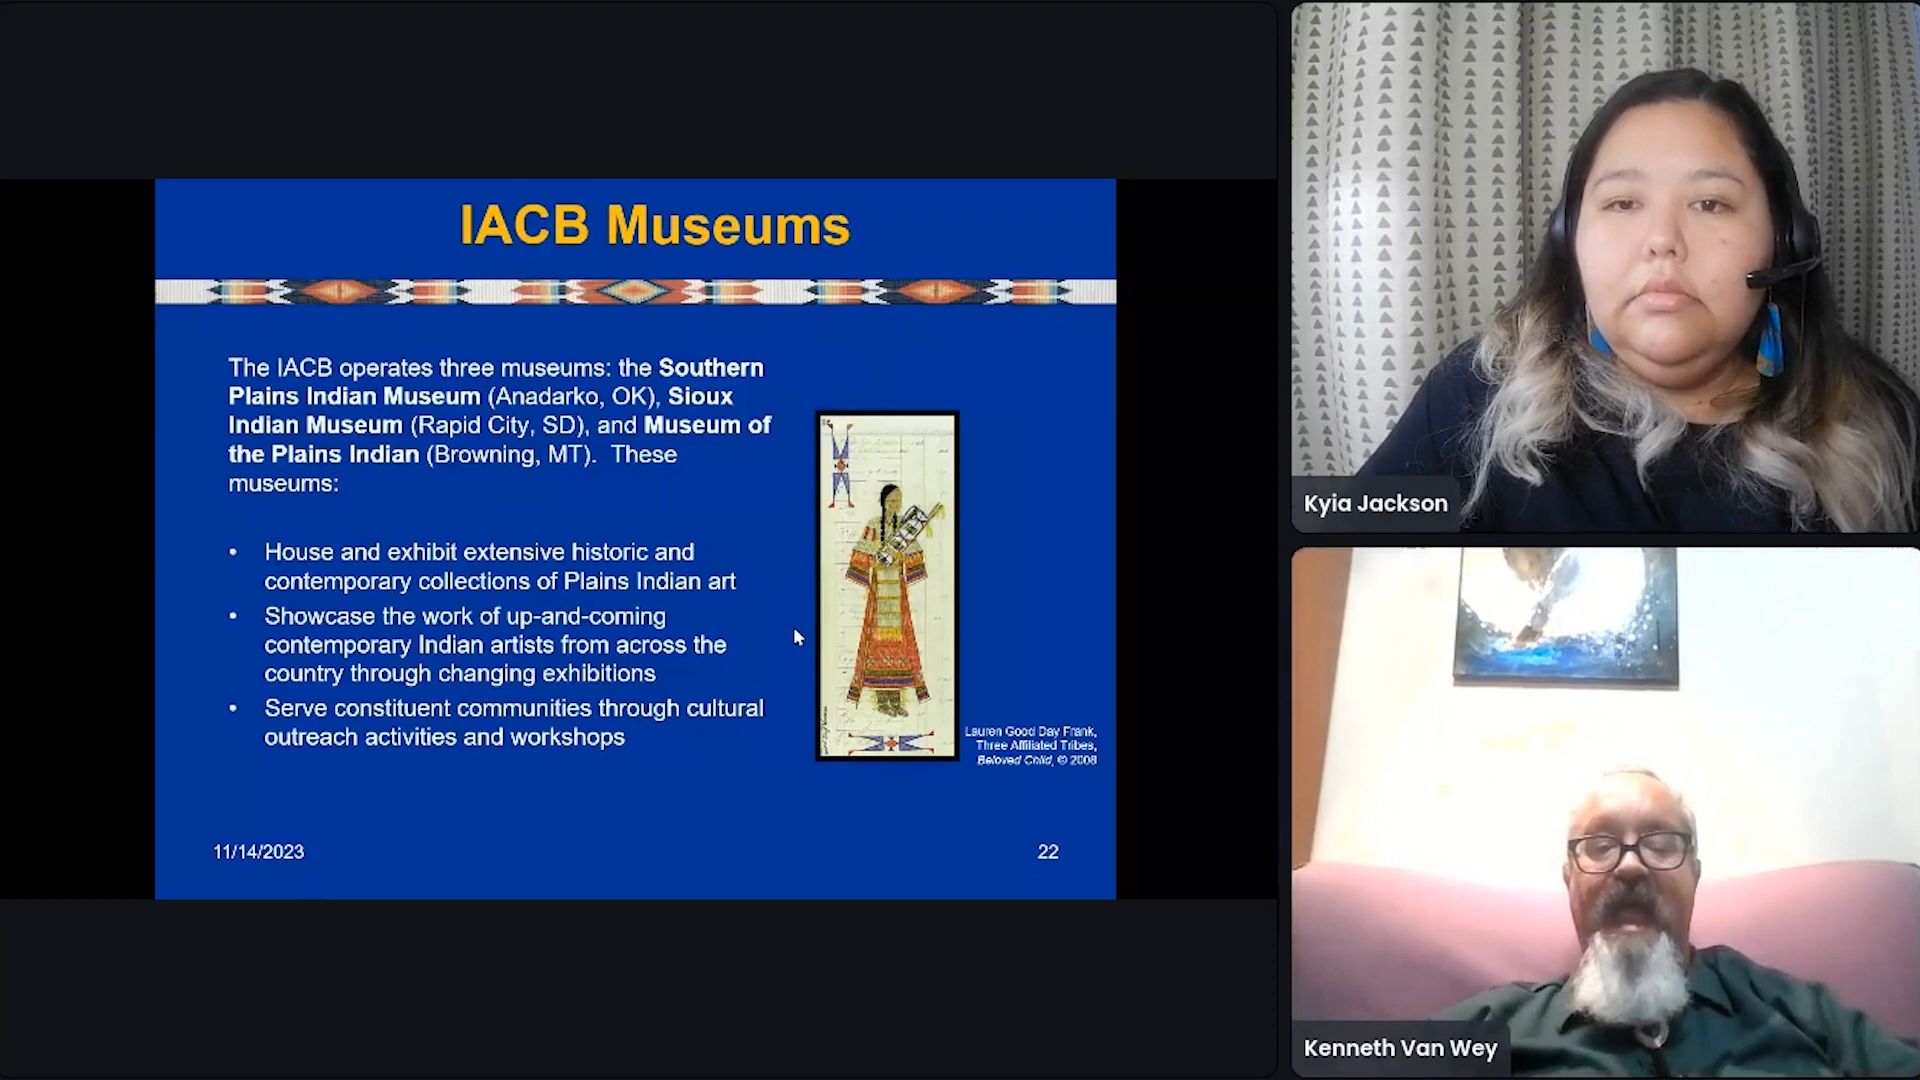 IACB Museums
The IACB operates three museums: the Southern
Plains Indian Museum (Anadarko, OK), Sioux
Indian Museum (Rapid City, SD), and Museum of
the Plains Indian (Browning, MT).  These
museums:
• House and exhibit extensive historic and
contemporary collections of Plains Indian art
• Showcase the work of up-and-coming
contemporary Indian artists from across the
country through changing exhibitions
• Serve constituent communities through cultural
outreach activities and workshops
Lauren Good Day Frank,
Three Affiliated Tribes,
Beloved Child, © 2008
11/14/2023
22
Kyia Jackson
Kenneth Van Wey